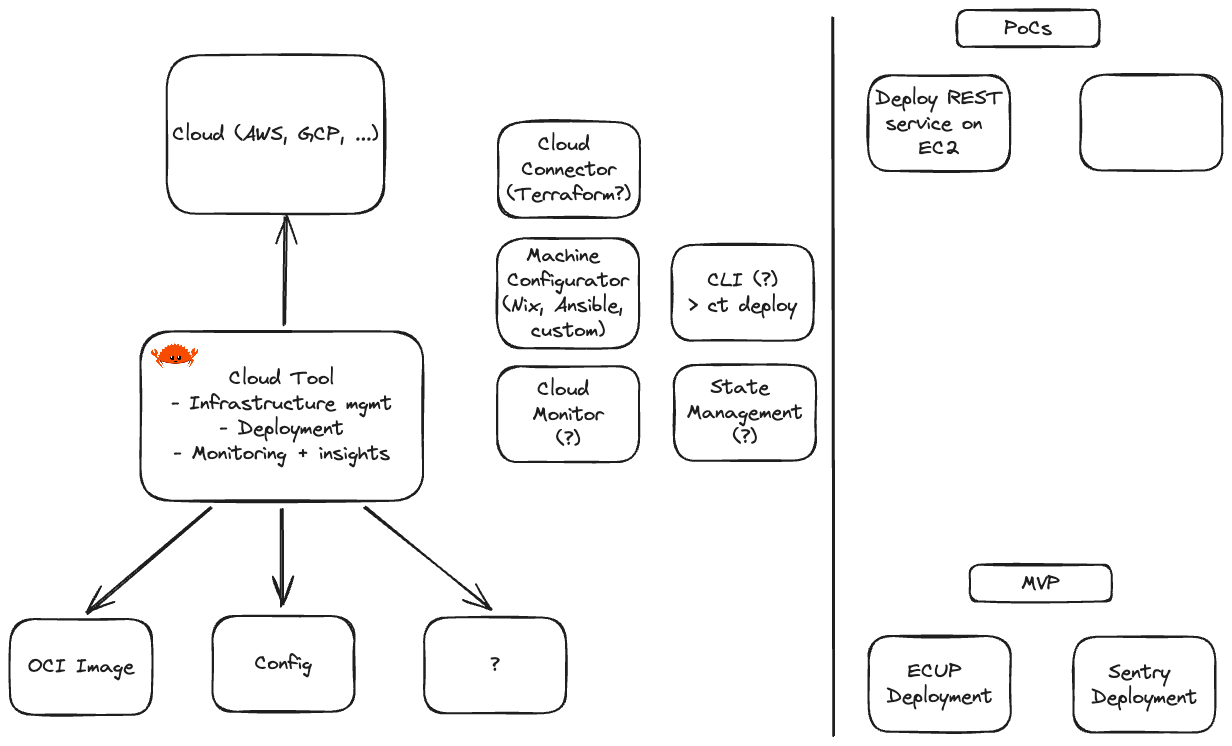 Cloud (AWS, GCP, ...)
Cloud
Connector
(Terraform?)
Machine
Configurator
(Nix, Ansible,
custom)
CLI (?)
> ct deploy
Cloud Tool
- Infrastructure mgmt
- Deployment
- Monitoring + insights
Cloud
Monitor
(?)
State
Management
(?)
OCI Image
Config
?
PoCs
Deploy REST
service on
EC2
MVP
ECUP
Deployment
Sentry
Deployment